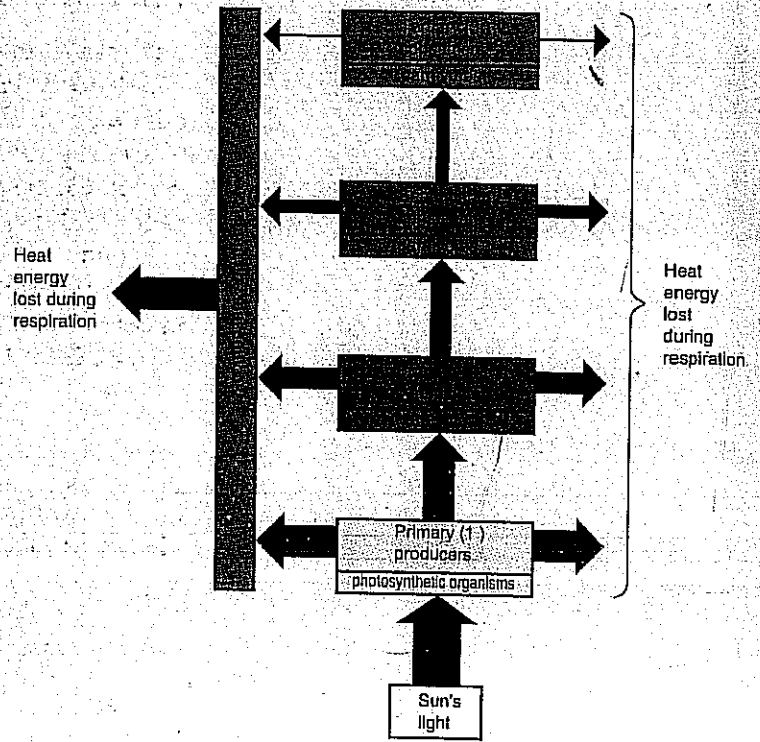 Heat
energy
lost during
respiration
Heat
energy
lost
during
respiration
Primary (1 )
producers
photosynthetic organisms
Sun's
light